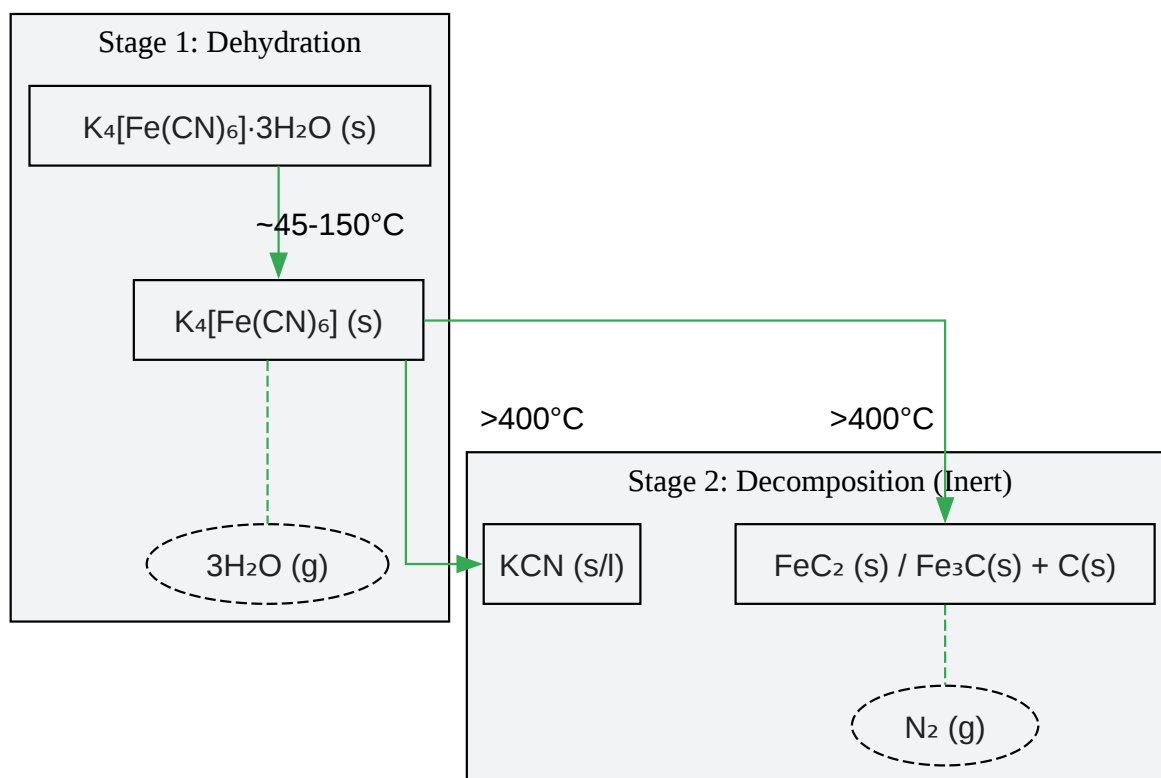 Stage 1: Dehydration
K₄[Fe(CN)₆]·3H₂O (s)
~45-150°C
K₄[Fe(CN)₆] (s)
>400°C
>400°C
Stage 2: Decomposition (Inert)
3H₂O (g)
KCN (s/l)
FeC₂ (s) / Fe₃C(s) + C(s)
N₂ (g)